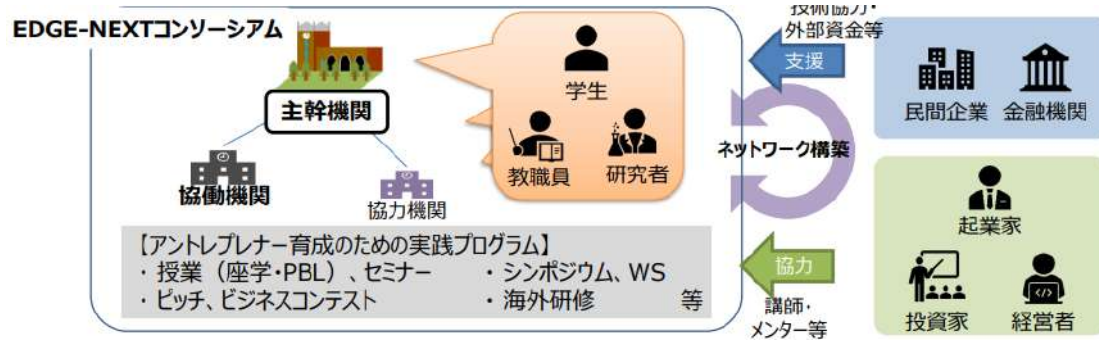 EDGE-NEXTコンソーシアム
主幹機関
協働機関
協力機関
学生
教職員
研究者
【アントレプレナー育成のための実践プログラム】
・授業（座学・PBL）、セミナー
・シンポジウム、WS
・ピッチ、ビジネスコンテスト
・海外研修
等
技術協力・
外部資金等
支援
ネットワーク構築
協力
講師・
メンター等
民間企業
金融機関
起業家
投資家
経営者